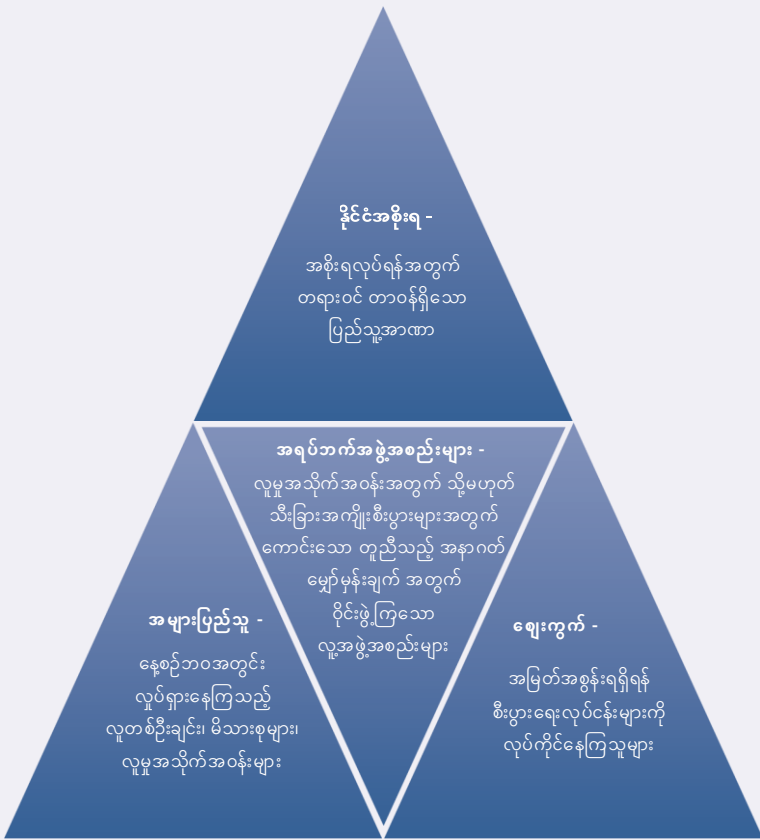 နိုင်ငံအစိုးရ -
အစိုးရလုပ်ရန်အတွက်
တရားဝင် တာဝန်ရှိသော
ပြည်သူ့အာဏာ
အရပ်ဘက်အဖွဲ့အစည်းများ -
လူမှုအသိုက်အဝန်းအတွက် သို့မဟုတ်
သီးခြားအကျိုးစီးပွားများအတွက်
ကောင်းသော တူညီသည့် အနာဂတ်
မျှော်မှန်းချက် အတွက်
ဝိုင်းဖွဲ့ကြသော
လူ့အဖွဲ့အစည်းများ
အများပြည်သူ -
နေ့စဉ်ဘဝအတွင်း
လှုပ်ရှားနေကြသည့်
လူတစ်ဦးချင်း၊ မိသားစုများ၊
လူမှုအသိုက်အဝန်းများ
ဈေးကွက် -
အမြတ်အစွန်းရရှိရန်
စီးပွားရေးလုပ်ငန်းများကို
လုပ်ကိုင်နေကြသူများ